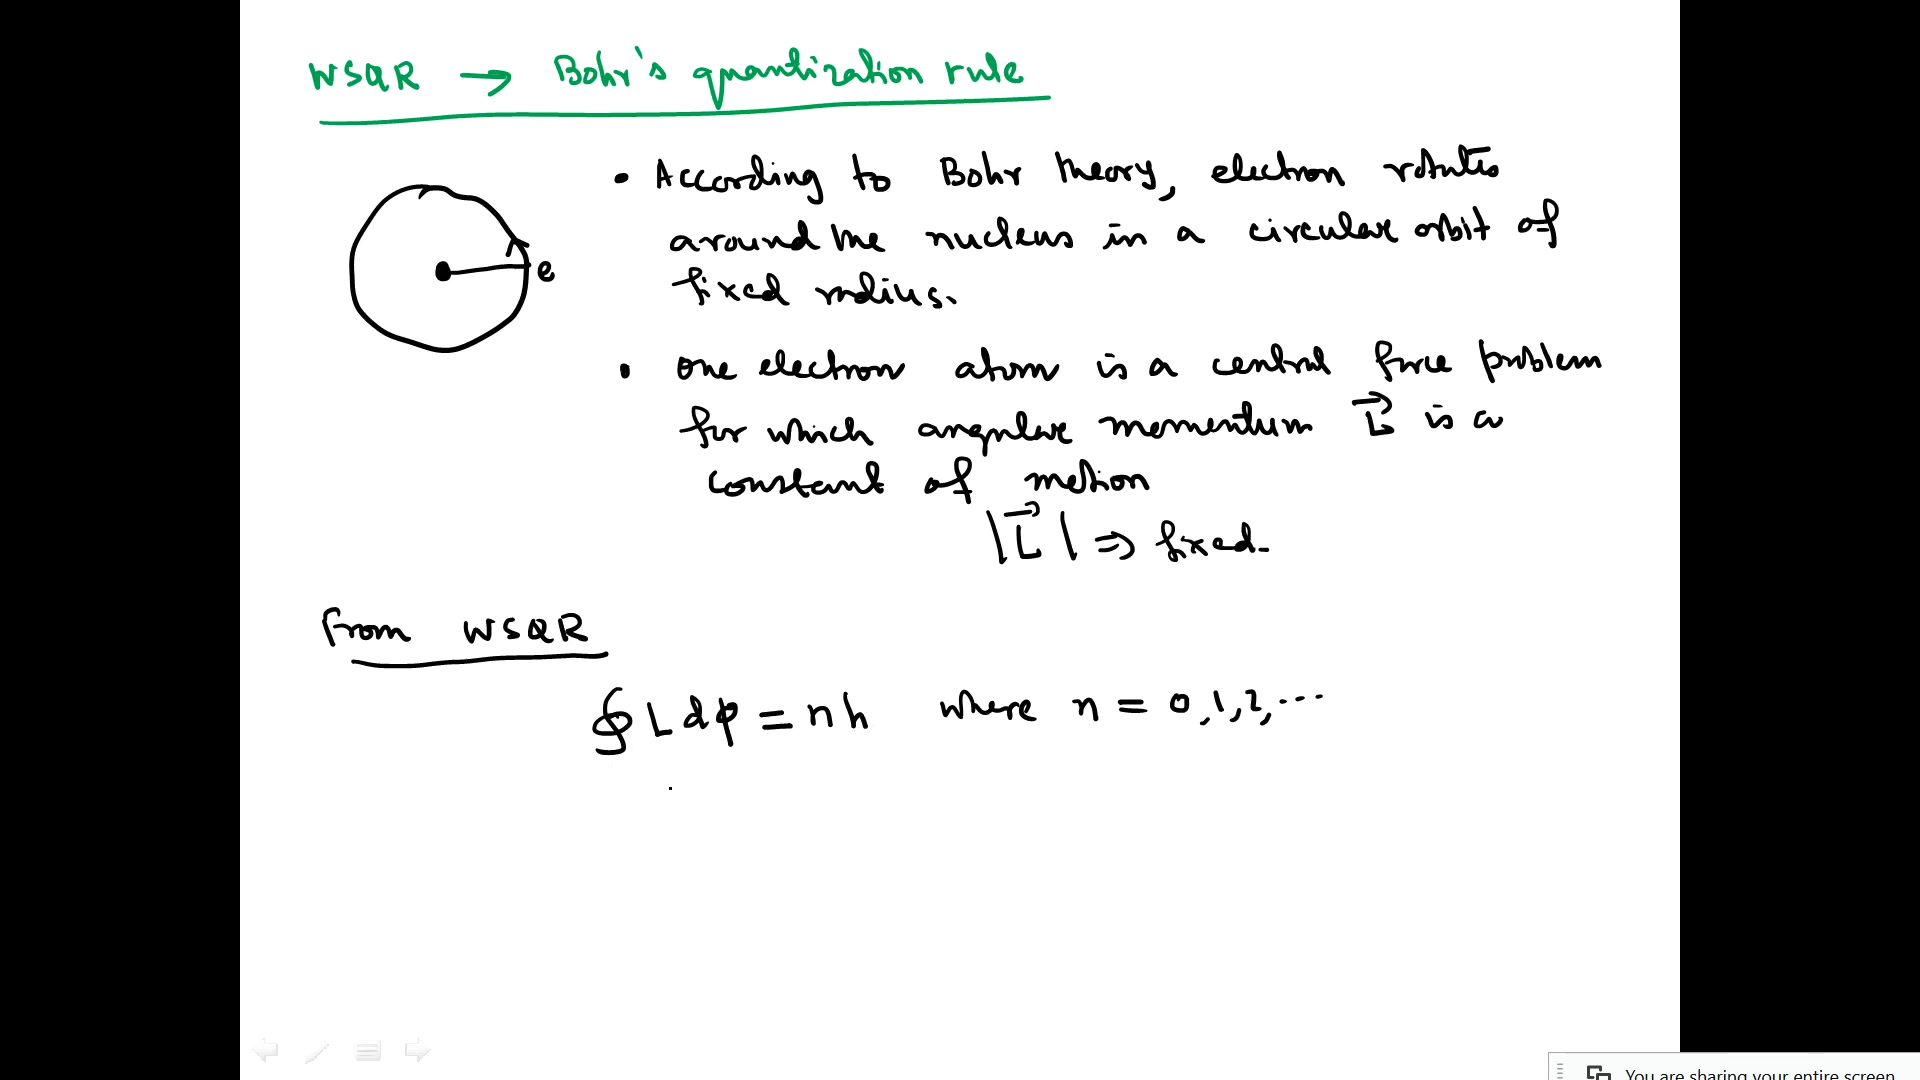 WSQR → Bohr's quantization rule
• According to Bohr theory, electron rotates
around the nucleus in a circular orbit of
fixed radius.
e
• One electron atom is a central force problem
for which angular momentum L⃗ is a
constant of motion
|L⃗| ⇒ fixed.
From WSQR
∮ L dφ = nh where n = 0,1,2,...
You are sharing your entire screen